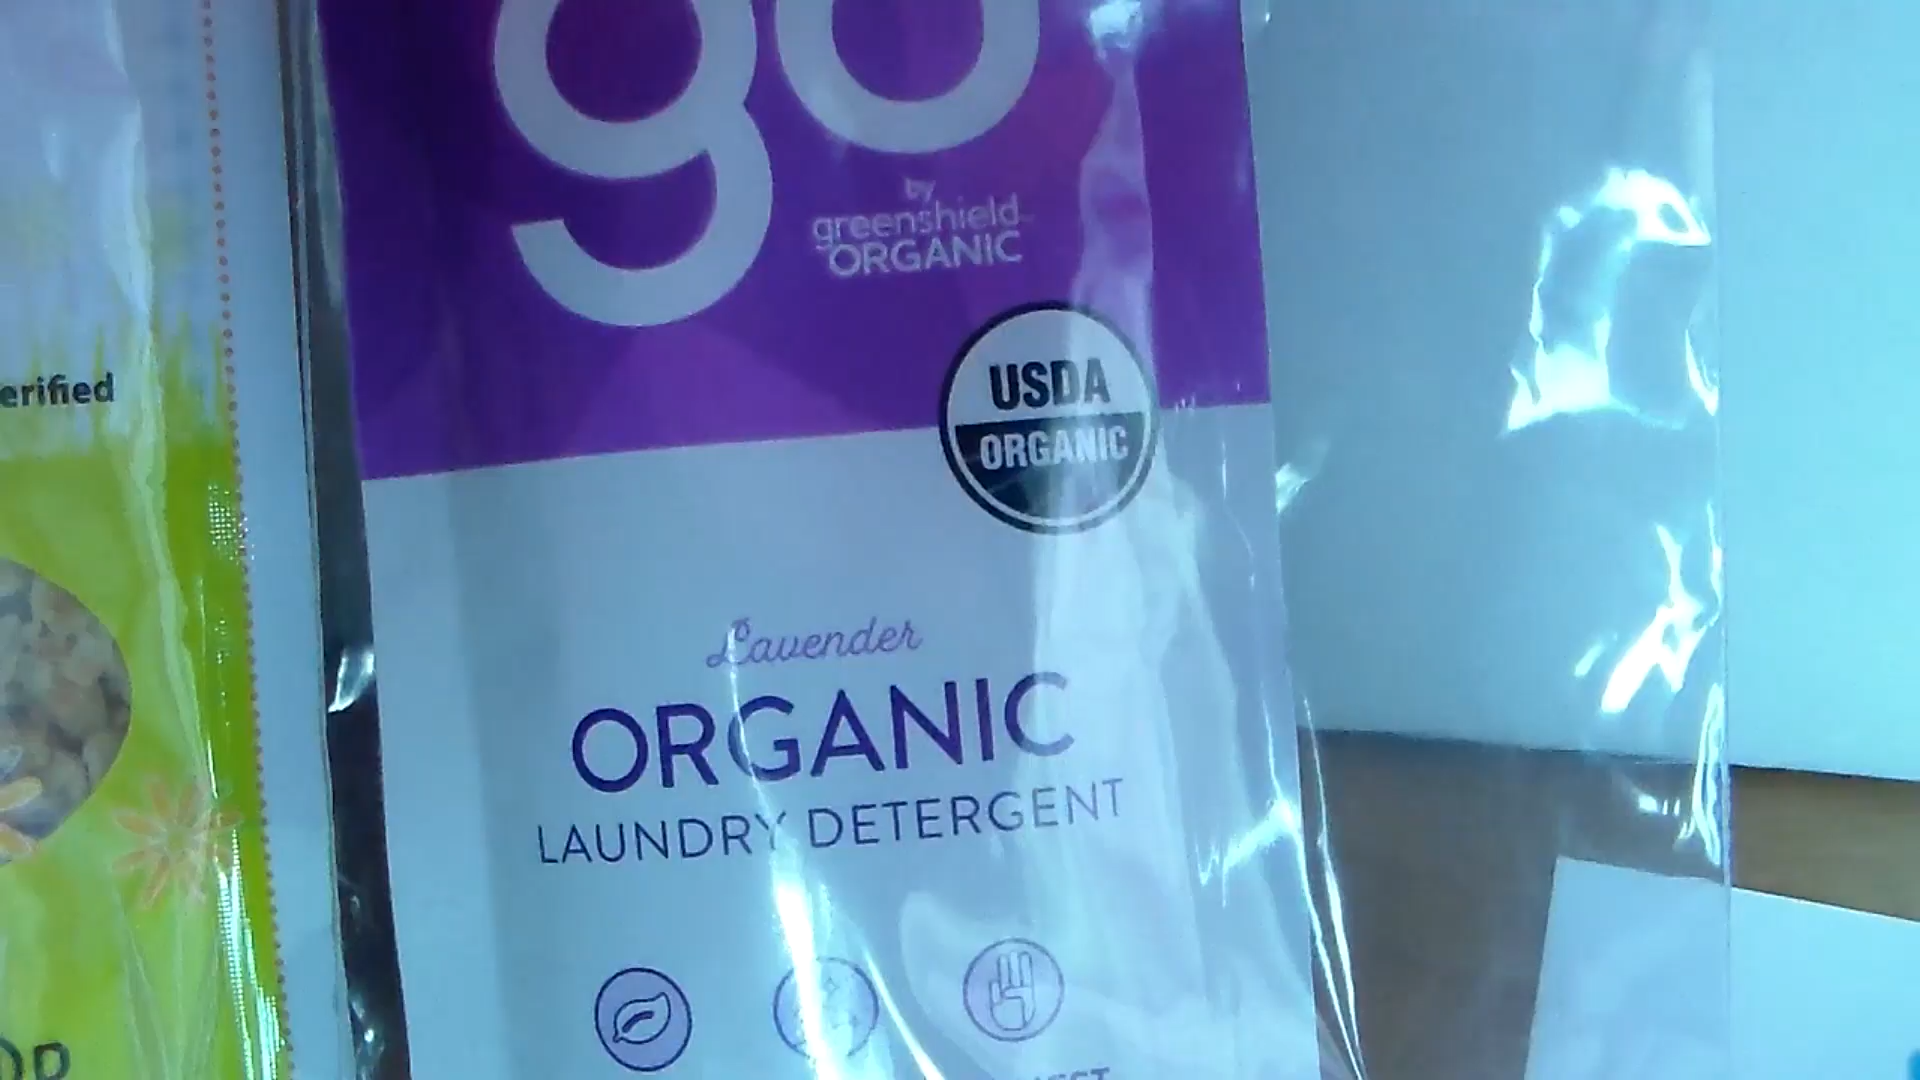 go
by
greenshield
ORGANIC
USDA
ORGANIC
erified
Lavender
ORGANIC
LAUNDRY DETERGENT